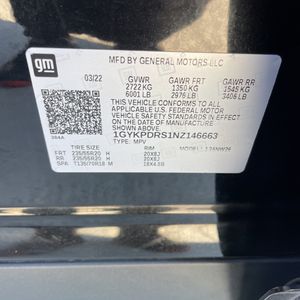 gm
MFD BY GENERAL MOTORS LLC
03/22 GVWR GAWR FRT GAWR RR
2722 KG 1350 KG 1545 KG
6001 LB 2976 LB 3406 LB
THIS VEHICLE CONFORMS TO ALL
APPLICABLE U.S. FEDERAL MOTOR
VEHICLE SAFETY STANDARDS IN
EFFECT ON THE DATE OF
MANUFACTURE SHOWN ABOVE.
1GYKPDRS1NZ146663
TYPE: MPV MODEL:
TIRE SIZE RIM
FRT 235/55R20 H 20X8J
RR 235/55R20 H 20X8J
SPA T135/70R18 M 18X4.5B